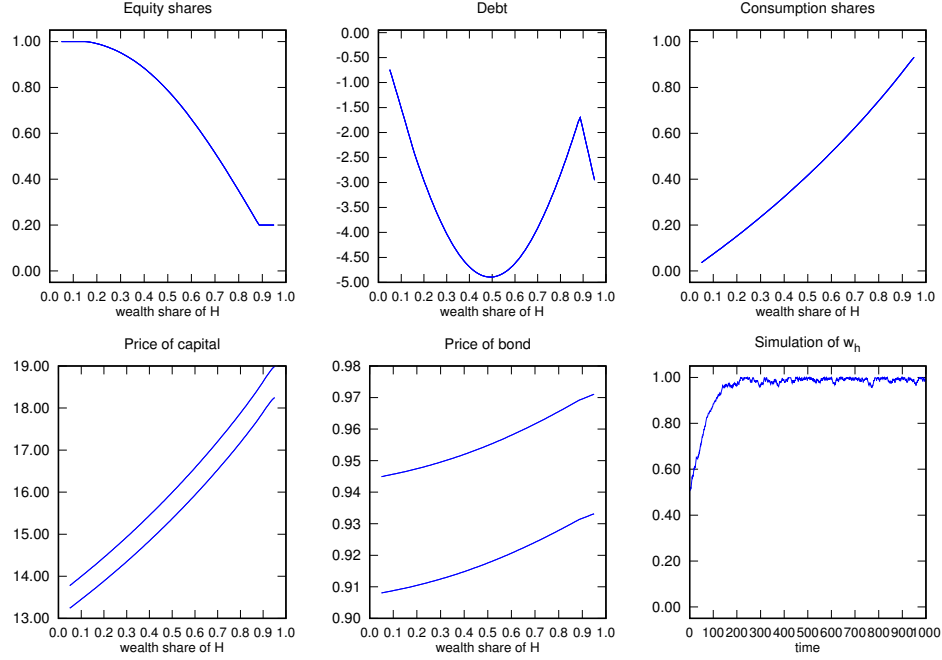 Equity shares
1.00
0.80
0.60
0.40
0.20
0.00
0.0 0.1 0.2 0.3 0.4 0.5 0.6 0.7 0.8 0.9 1.0
wealth share of H
Debt
0.00
-0.50
-1.00
-1.50
-2.00
-2.50
-3.00
-3.50
-4.00
-4.50
-5.00
0.0 0.1 0.2 0.3 0.4 0.5 0.6 0.7 0.8 0.9 1.0
wealth share of H
Consumption shares
1.00
0.80
0.60
0.40
0.20
0.00
0.0 0.1 0.2 0.3 0.4 0.5 0.6 0.7 0.8 0.9 1.0
wealth share of H
Price of capital
19.00
18.00
17.00
16.00
15.00
14.00
13.00
0.0 0.1 0.2 0.3 0.4 0.5 0.6 0.7 0.8 0.9 1.0
wealth share of H
Price of bond
0.98
0.97
0.96
0.95
0.94
0.93
0.92
0.91
0.90
0.0 0.1 0.2 0.3 0.4 0.5 0.6 0.7 0.8 0.9 1.0
wealth share of H
Simulation of w_h
1.00
0.80
0.60
0.40
0.20
0.00
0 100 200 300 400 500 600 700 800 900 1000
time